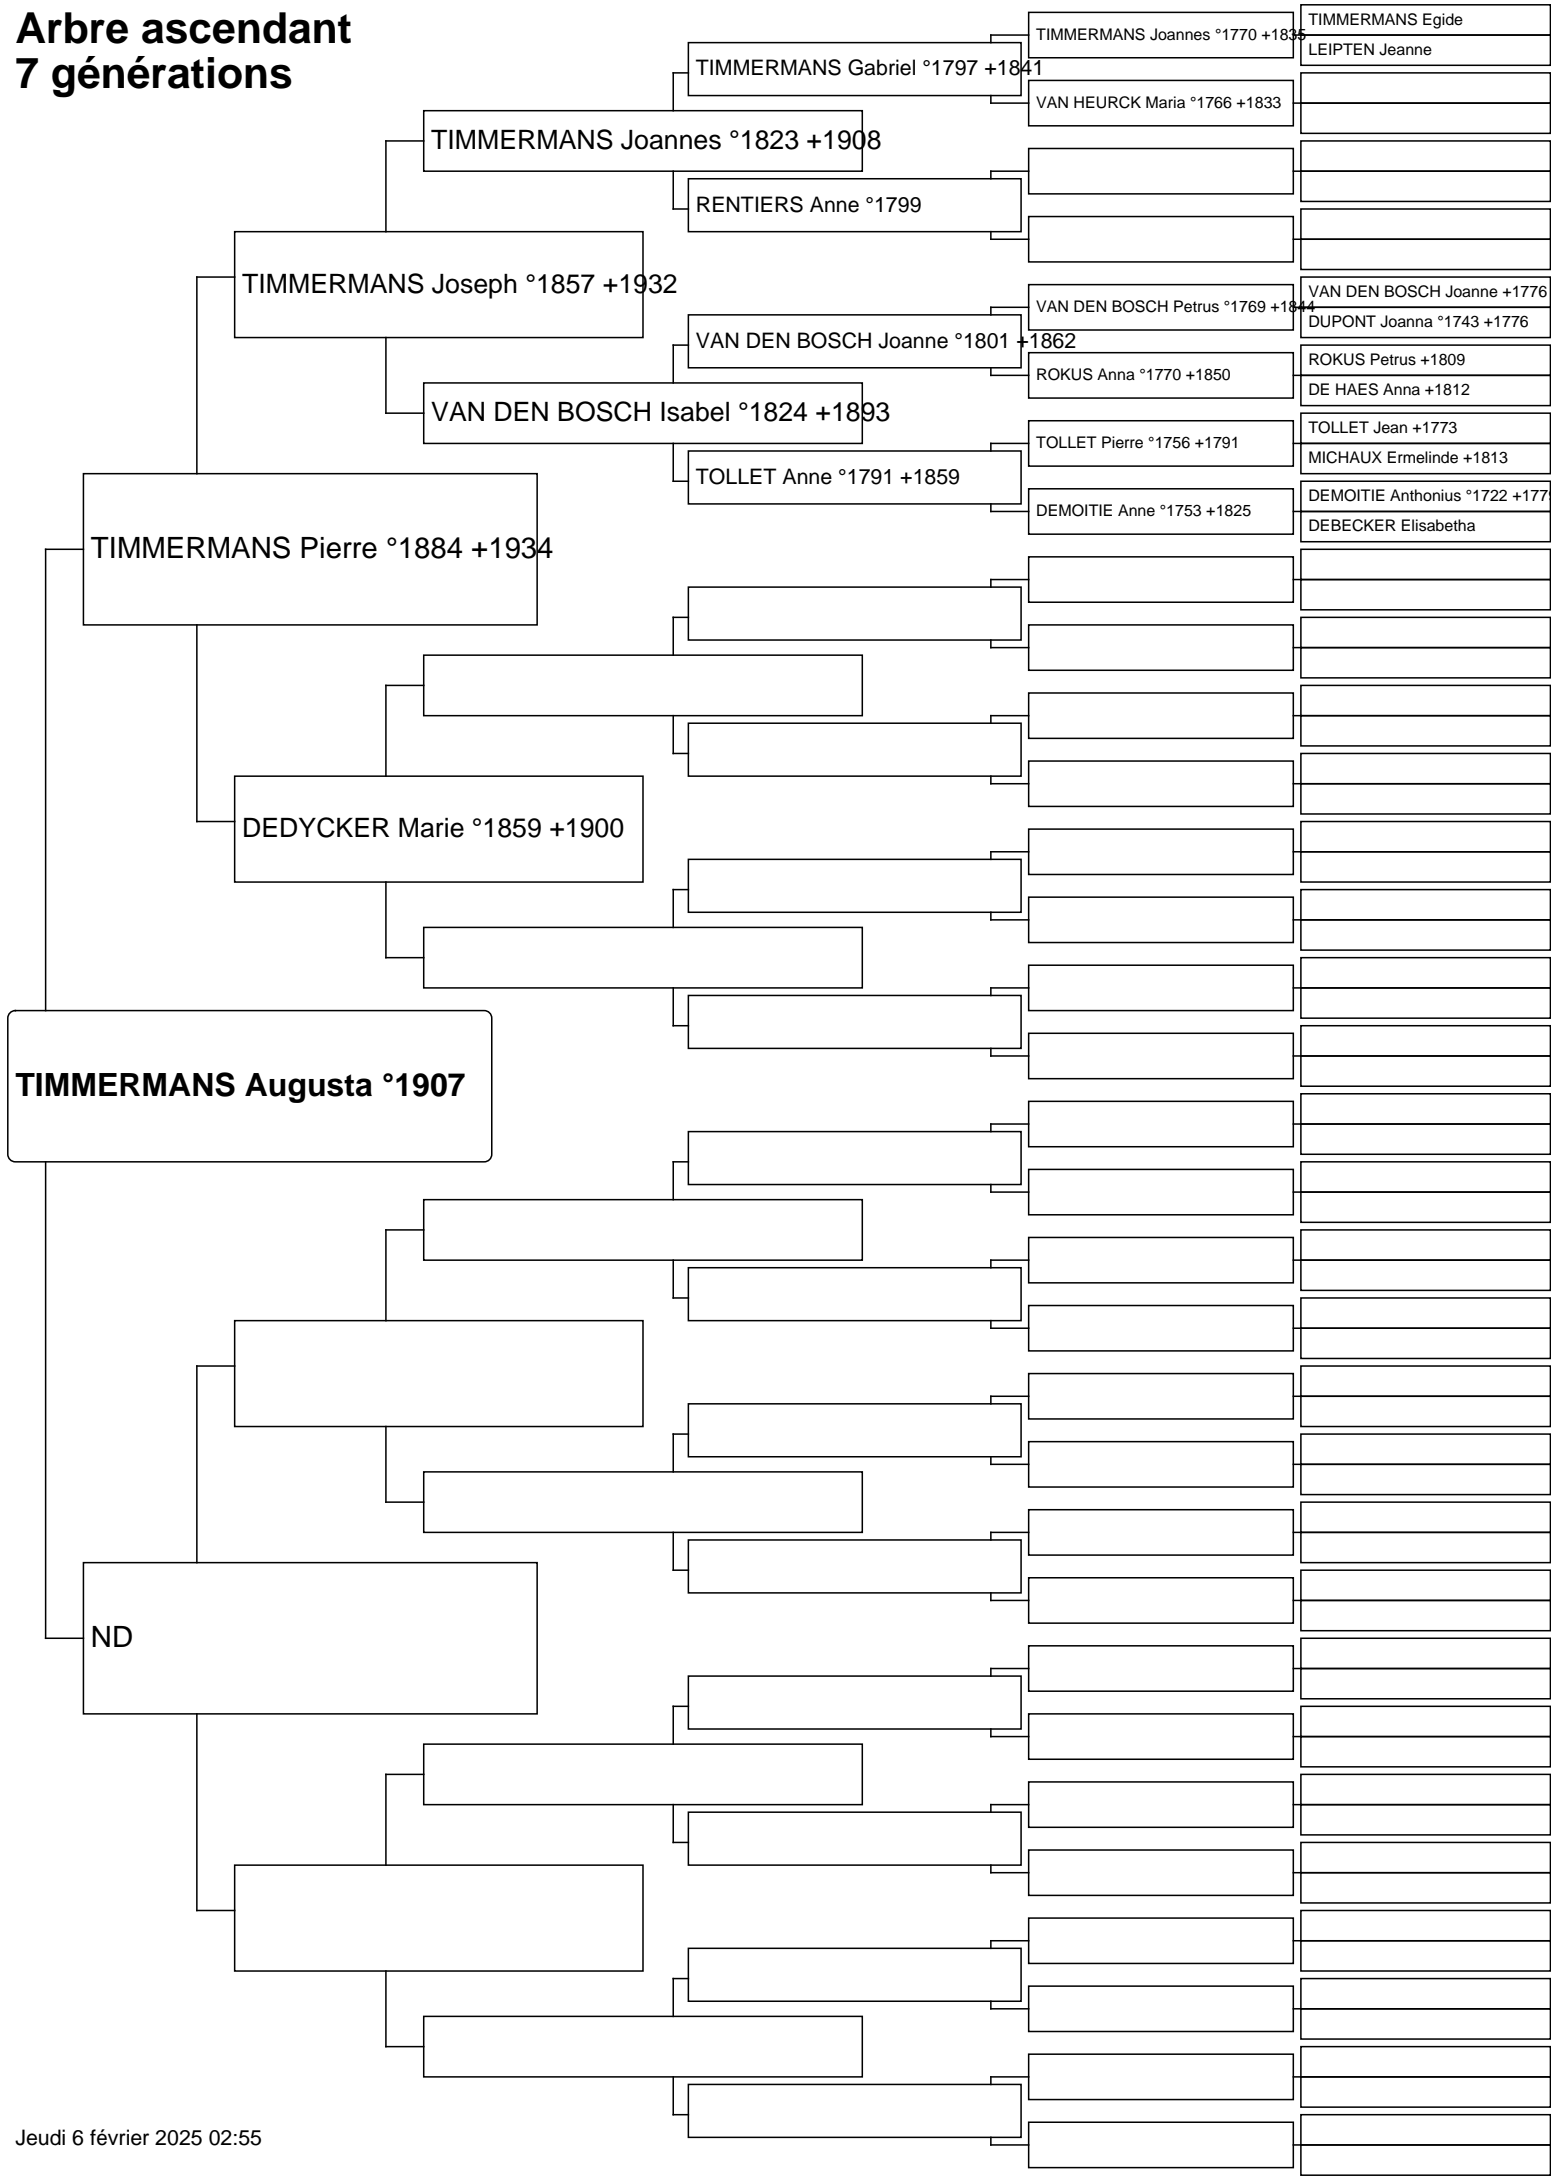 Arbre ascendant
7 générations
TIMMERMANS Augusta °1907
TIMMERMANS Pierre °1884 +1934
ND
TIMMERMANS Joseph °1857 +1932
DEDYCKER Marie °1859 +1900
TIMMERMANS Joannes °1823 +1908
VAN DEN BOSCH Isabel °1824 +1893
TIMMERMANS Gabriel °1797 +1841
RENTIERS Anne °1799
VAN DEN BOSCH Joanne °1801 +1862
TOLLET Anne °1791 +1859
TIMMERMANS Joannes °1770 +1835
VAN HEURCK Maria °1766 +1833
VAN DEN BOSCH Petrus °1769 +1844
ROKUS Anna °1770 +1850
TOLLET Pierre °1756 +1791
DEMOITIE Anne °1753 +1825
TIMMERMANS Egide
LEIPTEN Jeanne
VAN DEN BOSCH Joanne +1776
DUPONT Joanna °1743 +1776
ROKUS Petrus +1809
DE HAES Anna +1812
TOLLET Jean +1773
MICHAUX Ermelinde +1813
DEMOITIE Anthonius °1722
DEBECKER Elisabetha
Jeudi 6 février 2025 02:55